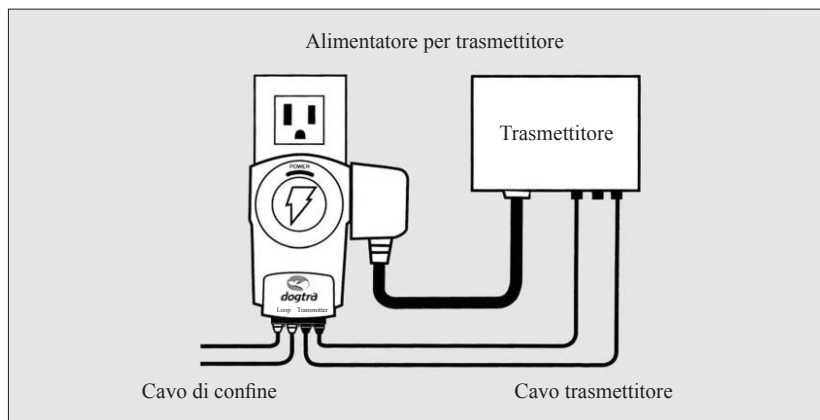 Alimentatore per trasmettitore
Trasmettitore
POWER
dogtra
Loop Transmitter
Cavo di confine
Cavo trasmettitore